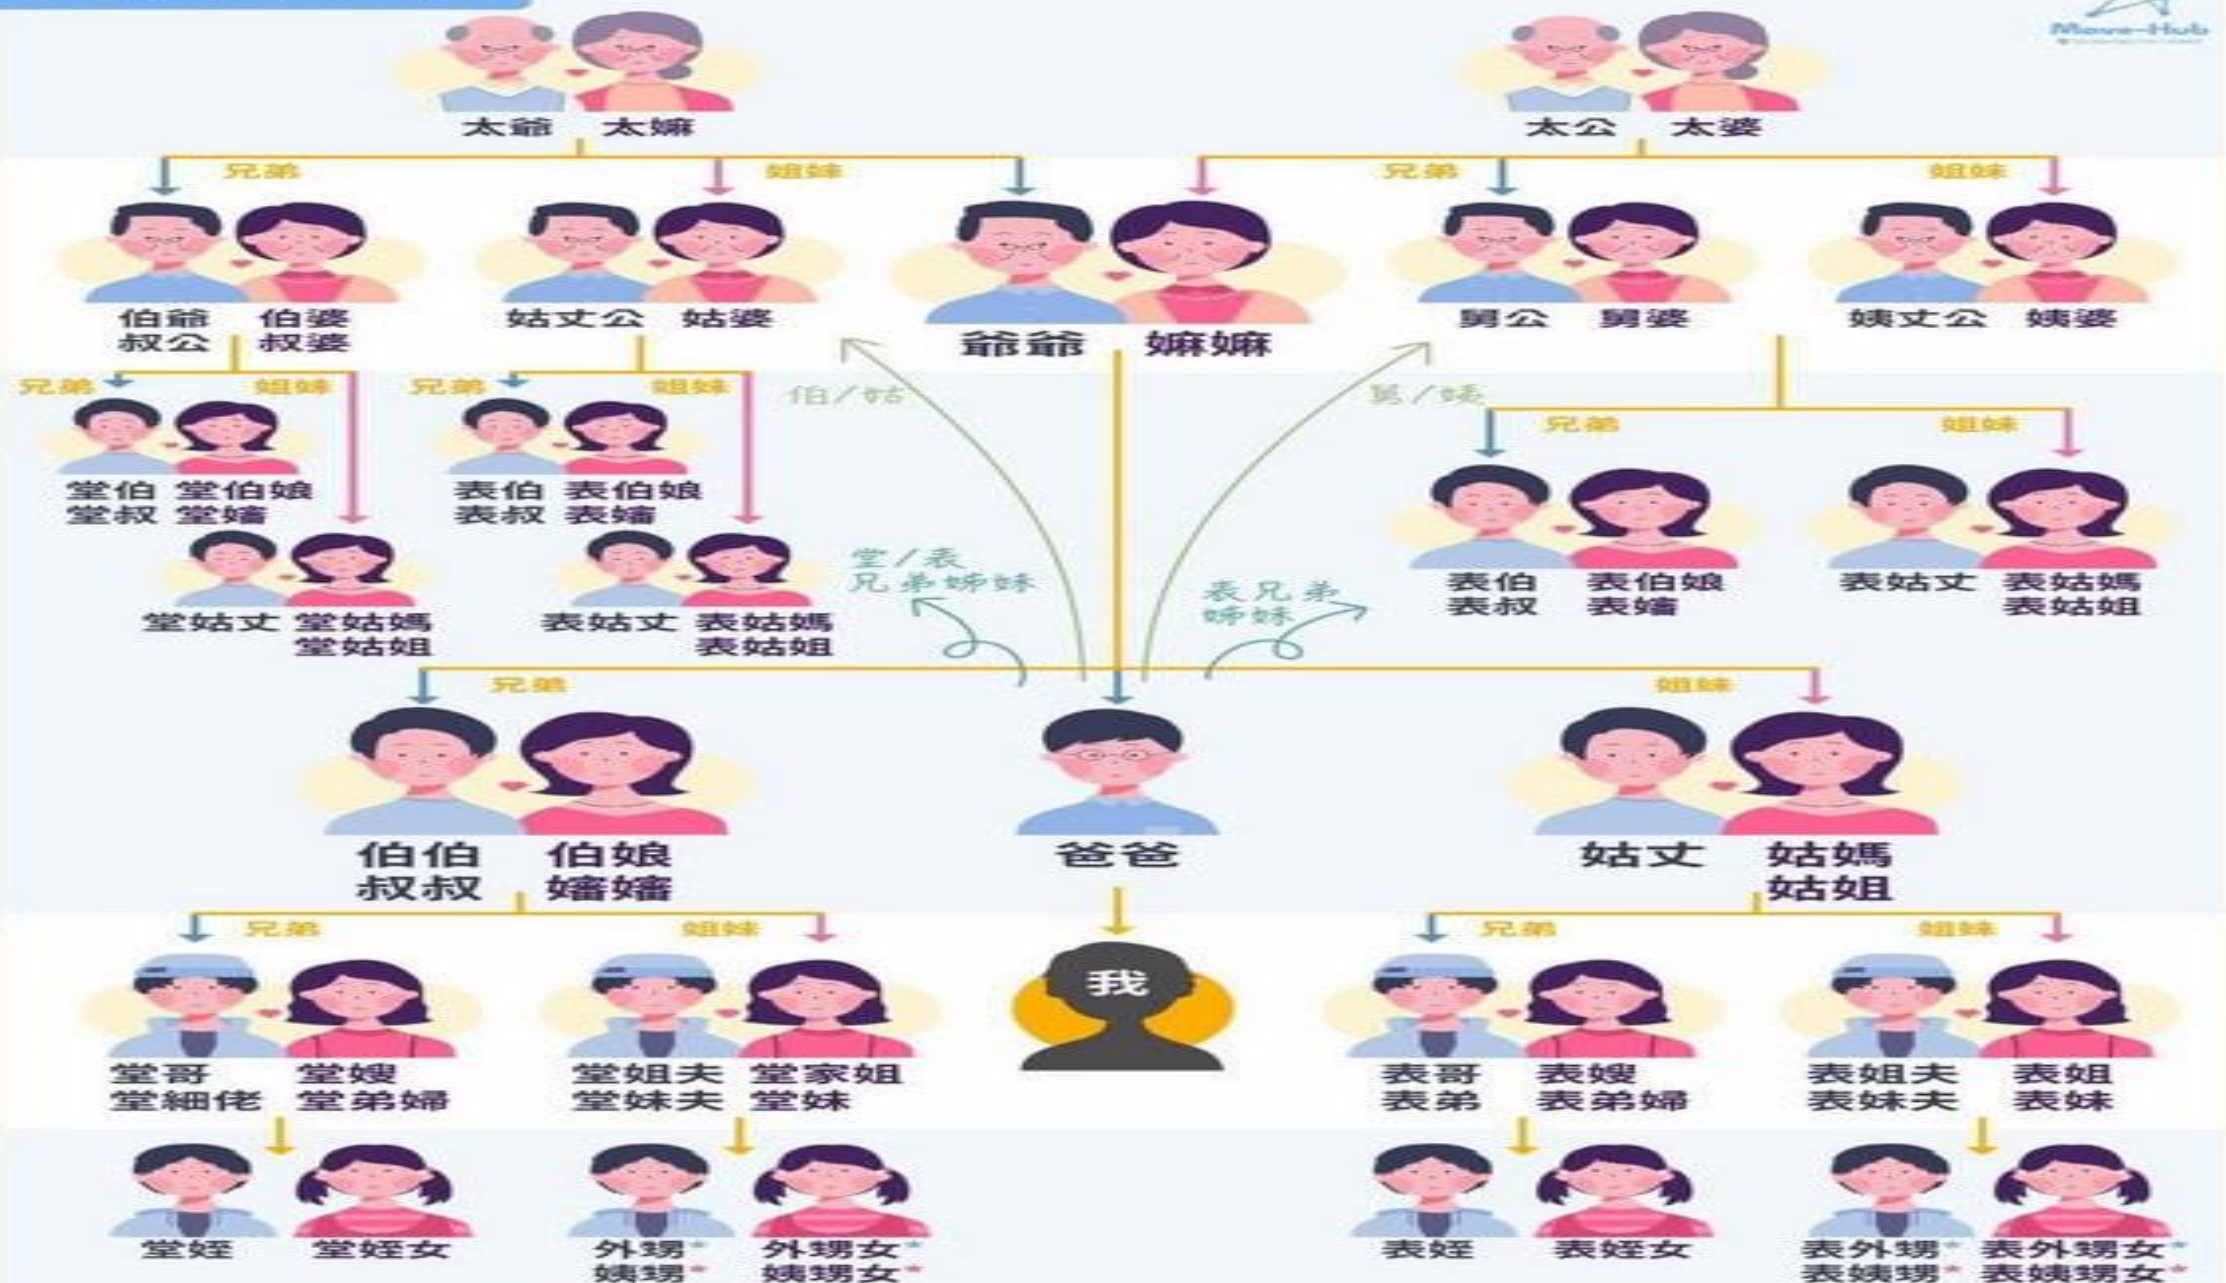 Move-Hub
太爺 太嫲
太公 太婆
兄弟 姐妹
兄弟 姐妹
伯爺 伯婆
叔公 叔婆
姑丈公 姑婆
爺爺 嫲嫲
舅公 舅婆
姨丈公 姨婆
兄弟 姐妹
兄弟 姐妹
伯/姑
舅/姨
兄弟 姐妹
堂伯 堂伯娘
堂叔 堂嬸
表伯 表伯娘
表叔 表嬸
堂/表
兄弟姊妹
表兄弟
姊妹
表伯 表伯娘
表叔 表嬸
表姑丈 表姑媽
表姑姐
堂姑丈 堂姑媽
堂姑姐
表姑丈 表姑媽
表姑姐
兄弟
姐妹
伯伯 伯娘
叔叔 嬸嬸
爸爸
姑丈 姑媽
姑姐
兄弟 姐妹
兄弟 姐妹
我
堂哥 堂嫂
堂細佬 堂弟婦
堂姐夫 堂家姐
堂妹夫 堂妹
表哥 表嫂
表弟 表弟婦
表姐夫 表姐
表妹夫 表妹
堂姪 堂姪女
外甥* 外甥女*
姨甥* 姨甥女*
表姪 表姪女
表外甥* 表外甥女*
表姨甥* 表姨甥女*